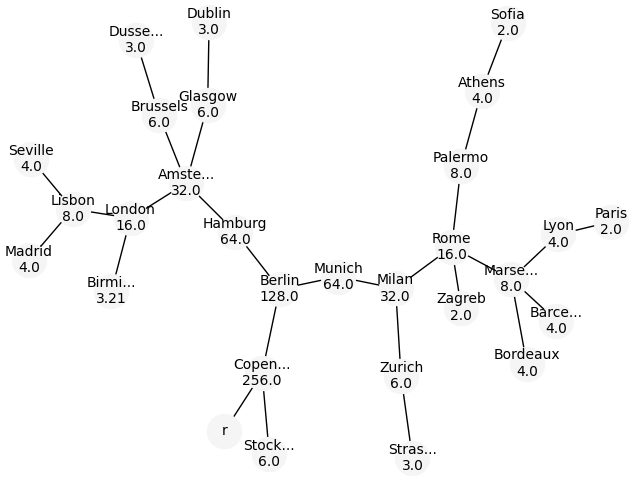 Dublin
3.0
Sofia
2.0
Dusse...
3.0
Athens
4.0
Glasgow
6.0
Brussels
6.0
Seville
4.0
Palermo
8.0
Amste...
32.0
Lisbon
8.0
London
16.0
Paris
2.0
Lyon
4.0
Hamburg
64.0
Rome
16.0
Madrid
4.0
Munich
64.0
Marse...
8.0
Birmi...
3.21
Berlin
128.0
Milan
32.0
Zagreb
2.0
Barce...
4.0
Bordeaux
4.0
Copen...
256.0
Zurich
6.0
r
Stock...
6.0
Stras...
3.0